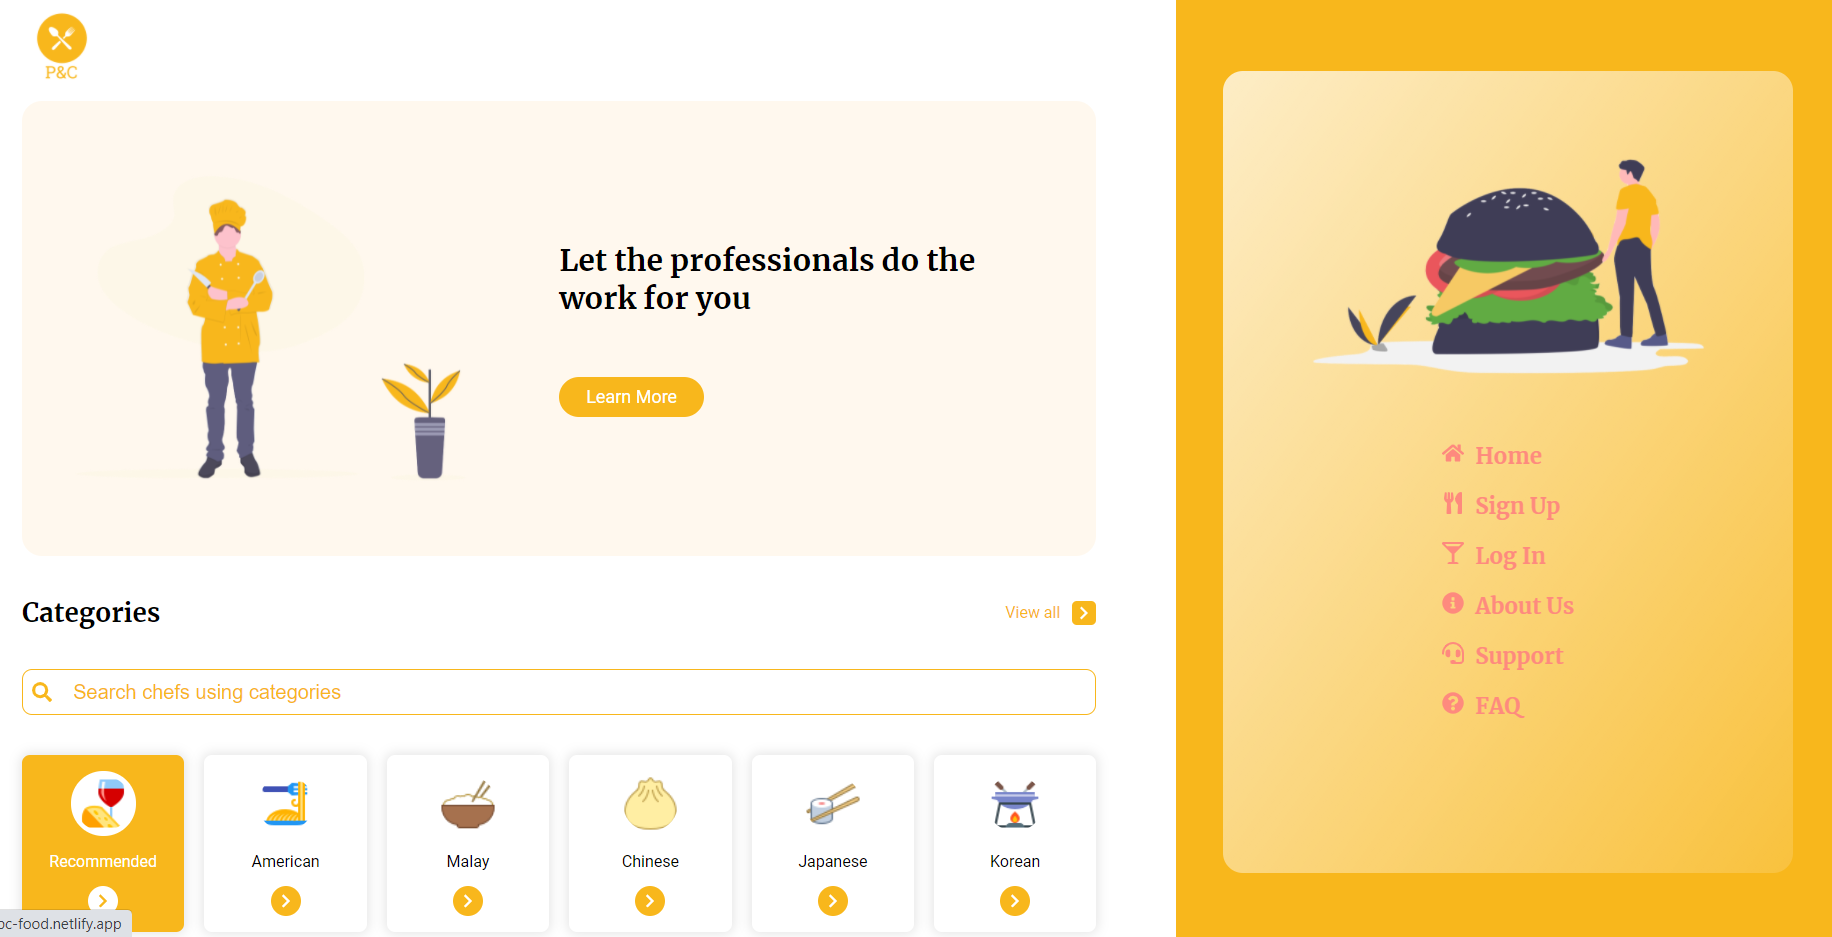 P&C
Let the professionals do the
work for you
Learn More
Categories
View all
Search chefs using categories
Recommended
American
Malay
Chinese
Japanese
Korean
Home
Sign Up
Log In
About Us
Support
FAQ
oc-food.netlify.app